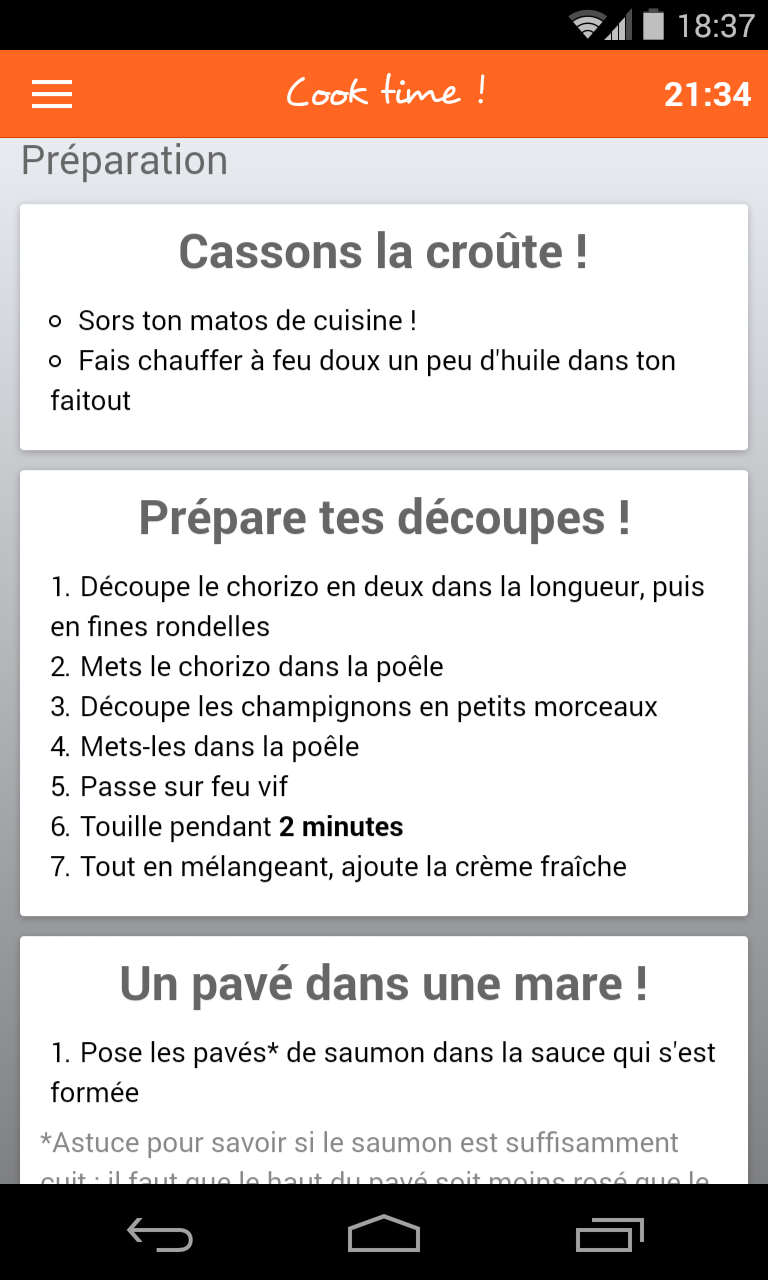 18:37
Cook time !
21:34
Préparation
Cassons la croûte !
Sors ton matos de cuisine !
Fais chauffer à feu doux un peu d'huile dans ton
faitout
Prépare tes découpes !
1. Découpe le chorizo en deux dans la longueur, puis
en fines rondelles
2. Mets le chorizo dans la poêle
3. Découpe les champignons en petits morceaux
4. Mets-les dans la poêle
5. Passe sur feu vif
6. Touille pendant 2 minutes
7. Tout en mélangeant, ajoute la crème fraîche
Un pavé dans une mare !
1. Pose les pavés* de saumon dans la sauce qui s'est
formée
*Astuce pour savoir si le saumon est suffisamment
cuit : il faut que le haut du pavé soit moins rosé que le